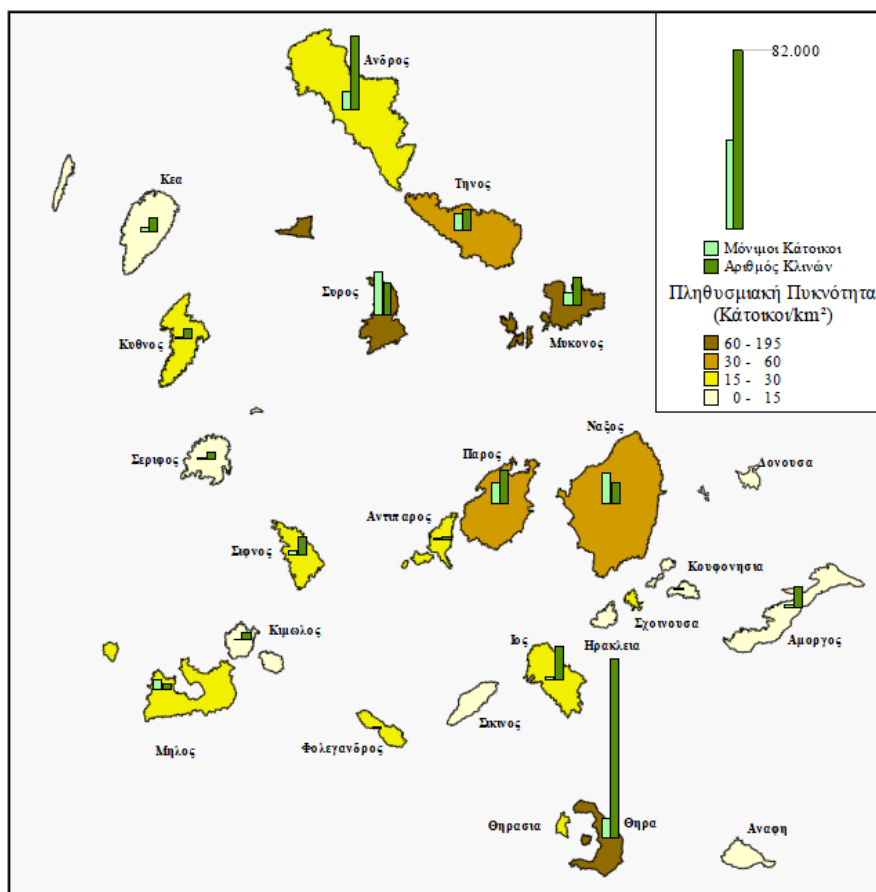 Ανδρος
82.000
Κεα
Τηνος
Μόνιμοι Κάτοικοι
Αριθμός Κλινών
Συρος
Πληθυσμιακή Πυκνότητα
(Κάτοικοι/km²)
Κυθνος
Μυκονος
60 - 195
30 - 60
15 - 30
0 - 15
Ναξος
Σεριφος
Παρος
Δονουσα
Αντιπαρος
Σιφνος
Κουφονησια
Σχοινουσα
Κιμωλος
Ιος
Ηρακλεια
Αμοργος
Σικινος
Μηλος
Φολεγανδρος
Θηρασια
Θηρα
Αναφη